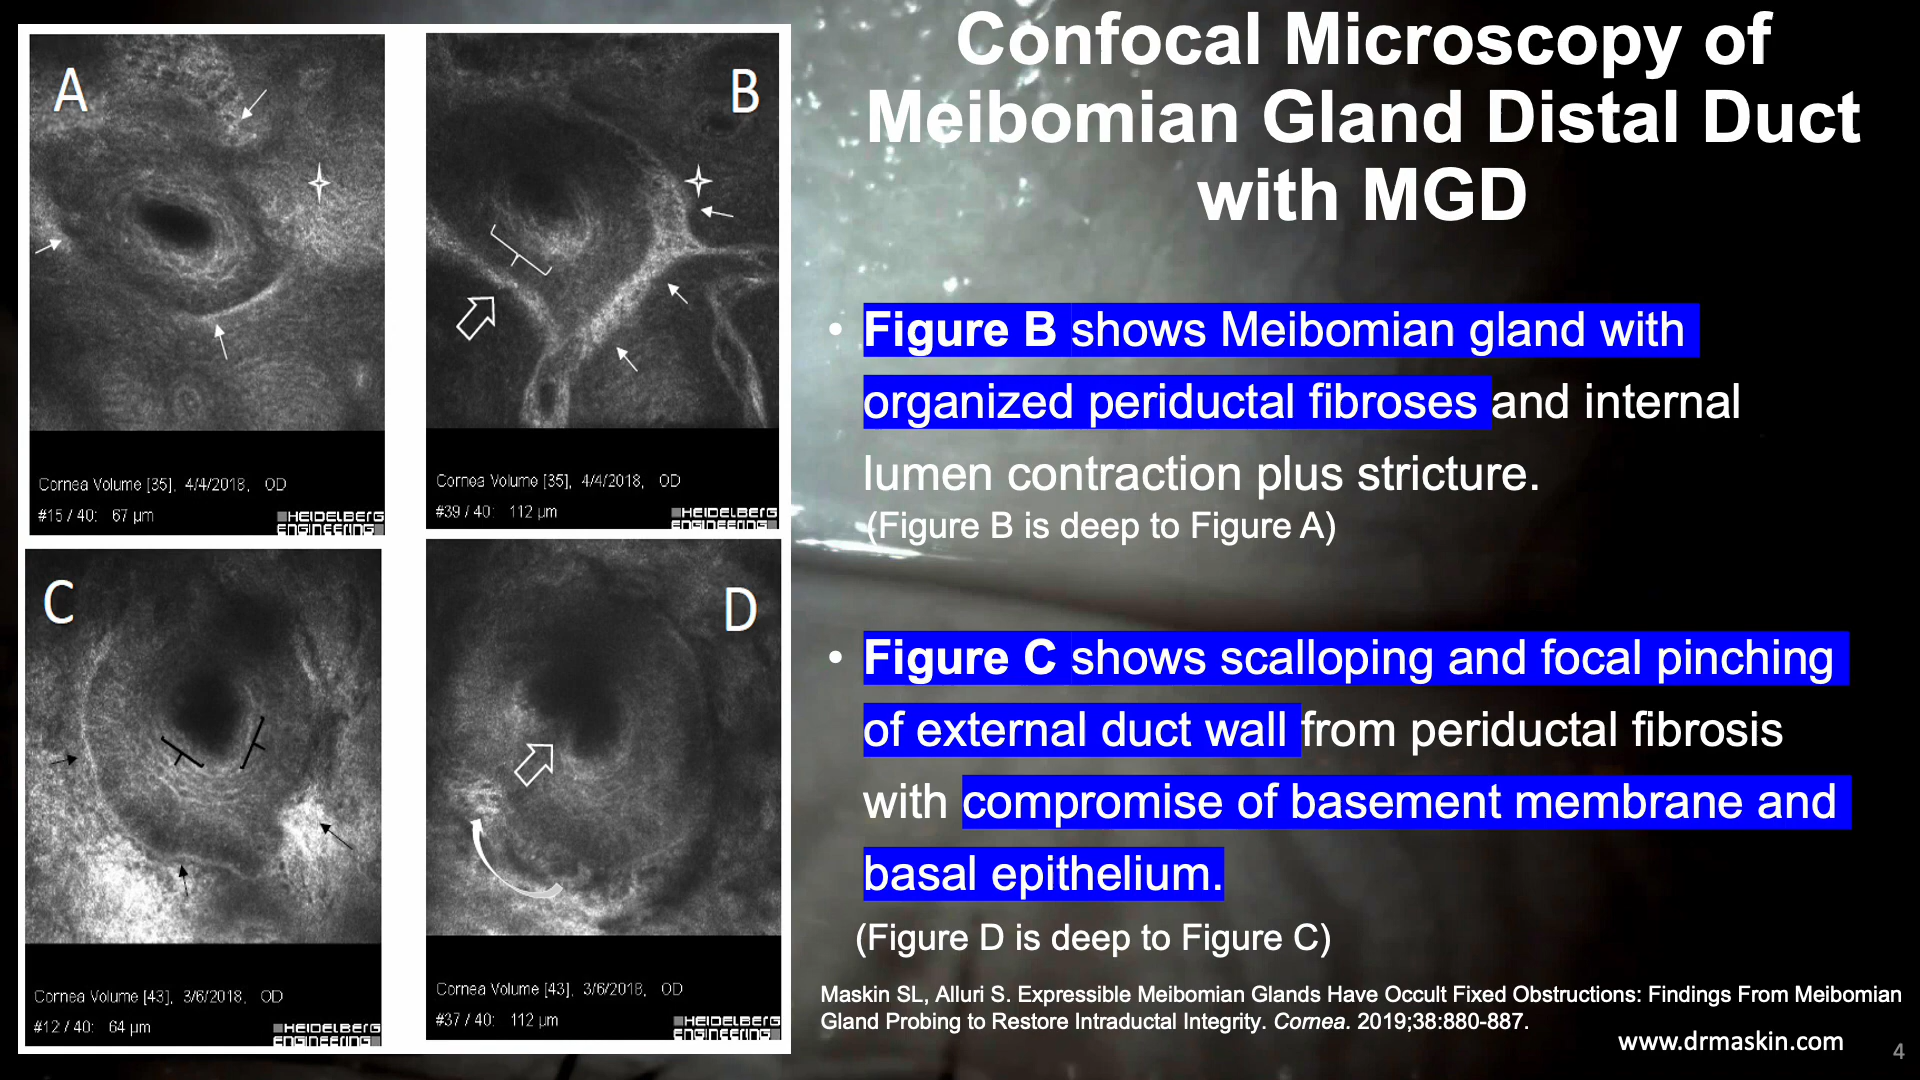 Confocal Microscopy of
Meibomian Gland Distal Duct
with MGD
A
Cornea Volume [35], 4/4/2018, OD
#15 / 40: 67 µm
HEIDELBERG
ENGINEERING
B
Cornea Volume [35], 4/4/2018, OD
#39 / 40: 112 µm
HEIDELBERG
ENGINEERING
C
Cornea Volume [43], 3/6/2018, OD
#12 / 40: 64 µm
HEIDELBERG
ENGINEERING
D
Cornea Volume [43], 3/6/2018, OD
#37 / 40: 112 µm
HEIDELBERG
ENGINEERING
• Figure B shows Meibomian gland with
organized periductal fibroses and internal
lumen contraction plus stricture.
(Figure B is deep to Figure A)
• Figure C shows scalloping and focal pinching
of external duct wall from periductal fibrosis
with compromise of basement membrane and
basal epithelium.
(Figure D is deep to Figure C)
Maskin SL, Alluri S. Expressible Meibomian Glands Have Occult Fixed Obstructions: Findings From Meibomian
Gland Probing to Restore Intraductal Integrity. Cornea. 2019;38:880-887.
www.drmaskin.com
4